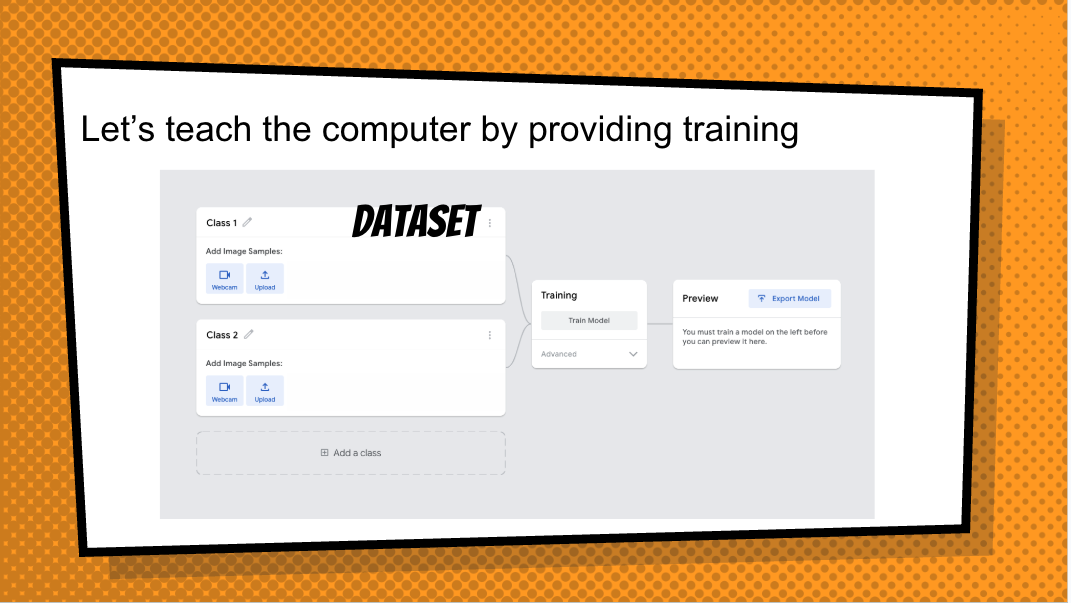 Let’s teach the computer by providing training
DATASET
Class 1
Add Image Samples:
Webcam
Upload
Class 2
Add Image Samples:
Webcam
Upload
Add a class
Training
Train Model
Advanced
Preview
Export Model
You must train a model on the left before
you can preview it here.